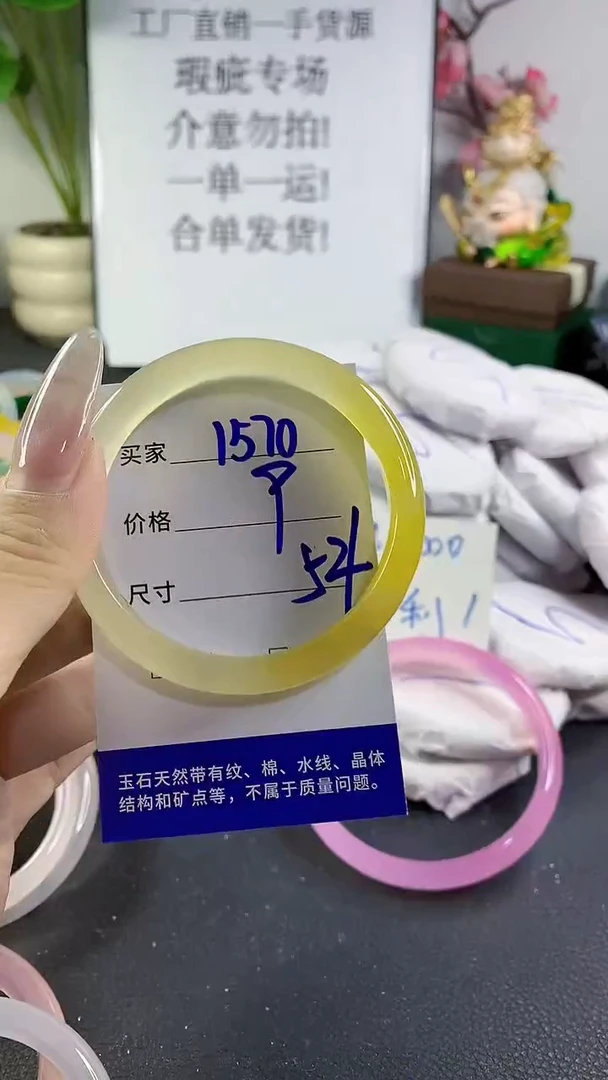 工厂直销一手货源
瑕疵专场
介意勿拍!
一单一运!
合单发货!
买家 1570
价格
尺寸 54
玉石天然带有纹、棉、水线、晶体
结构和矿点等，不属于质量问题。
利